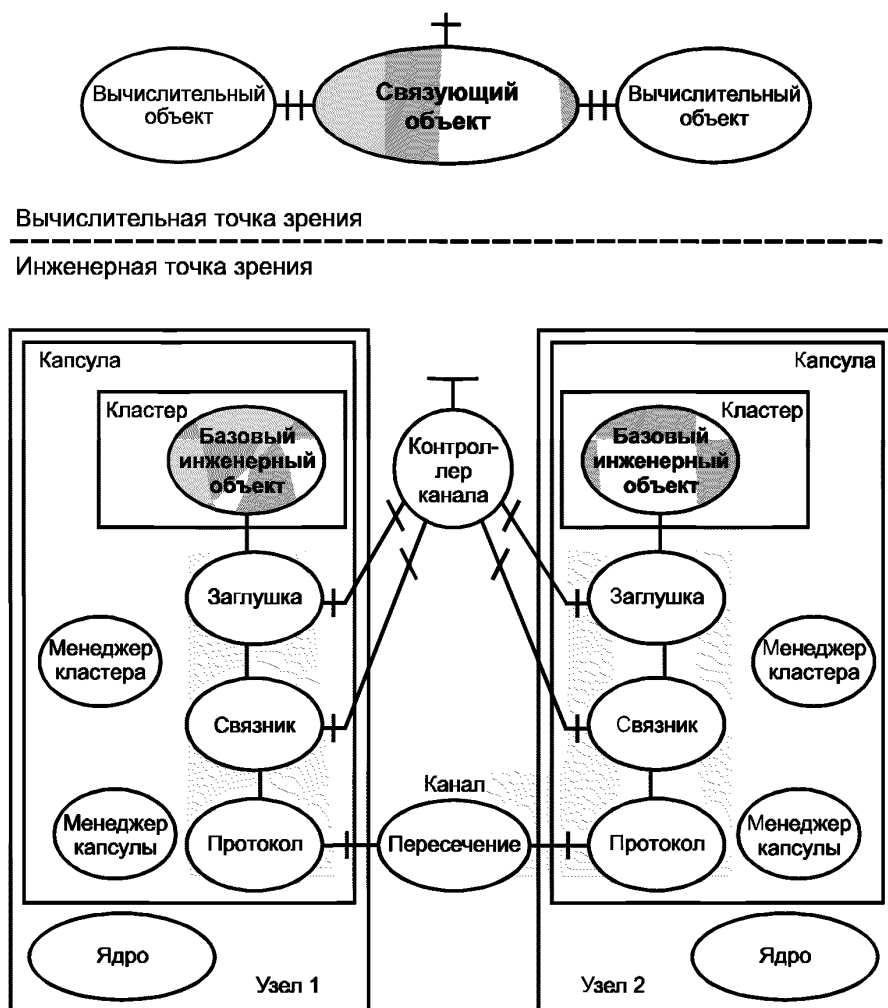 Вычислительный
объект
Связующий
объект
Вычислительный
объект
Вычислительная точка зрения
Инженерная точка зрения
Капсула
Кластер
Базовый
инженерный
объект
Контрол-
лер
канала
Капсула
Кластер
Базовый
инженерный
объект
Заглушка
Заглушка
Менеджер
кластера
Менеджер
кластера
Связник
Связник
Канал
Менеджер
капсулы
Протокол
Пересечение
Протокол
Менеджер
капсулы
Ядро
Узел 1
Узел 2
Ядро